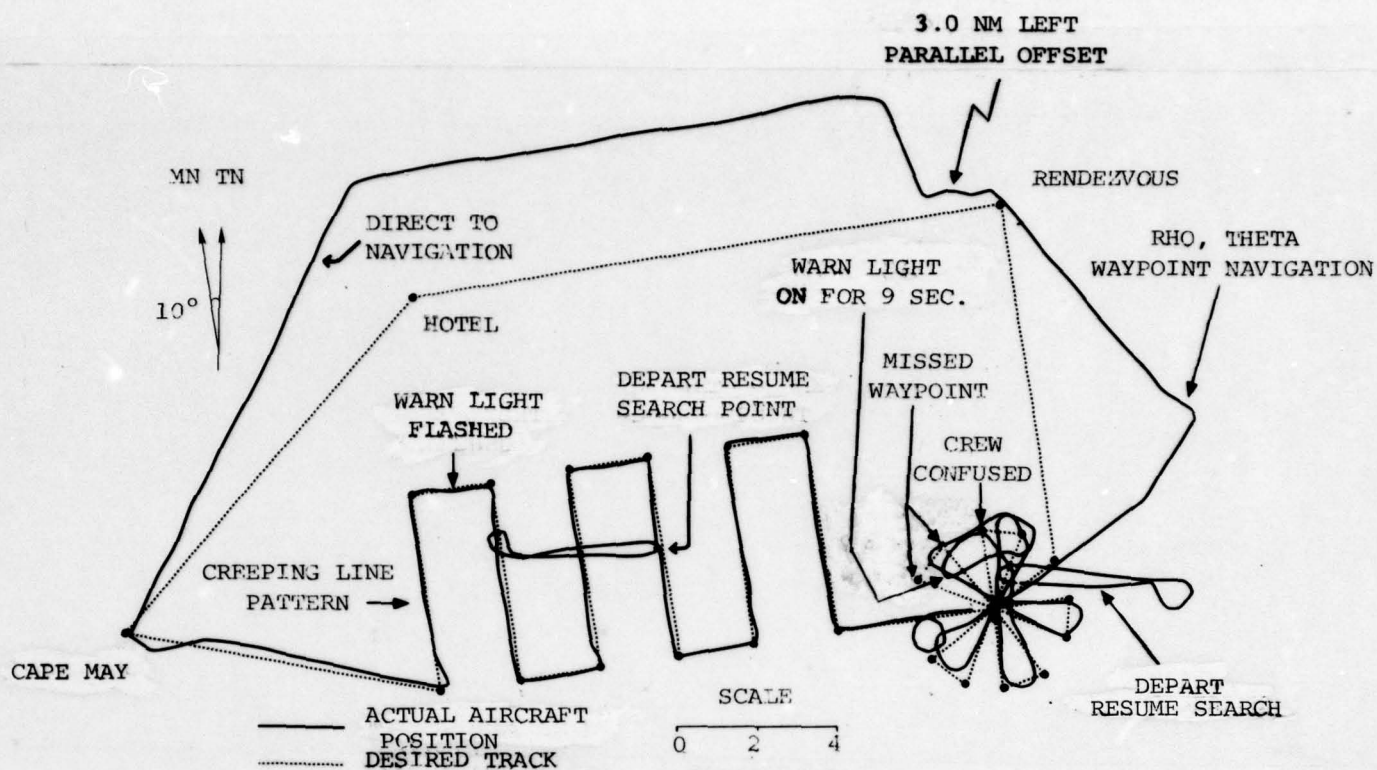 3.0 NM LEFT
PARALLEL OFFSET
MN TN
RENDEZVOUS
DIRECT TO
NAVIGATION
RHO, THETA
WAYPOINT NAVIGATION
WARN LIGHT
ON FOR 9 SEC.
10°
HOTEL
MISSED
WAYPOINT
DEPART RESUME
SEARCH POINT
WARN LIGHT
FLASHED
CREW
CONFUSED
CREEPING LINE
PATTERN
CAPE MAY
DEPART
RESUME SEARCH
SCALE
ACTUAL AIRCRAFT
POSITION
0 2 4
DESIRED TRACK